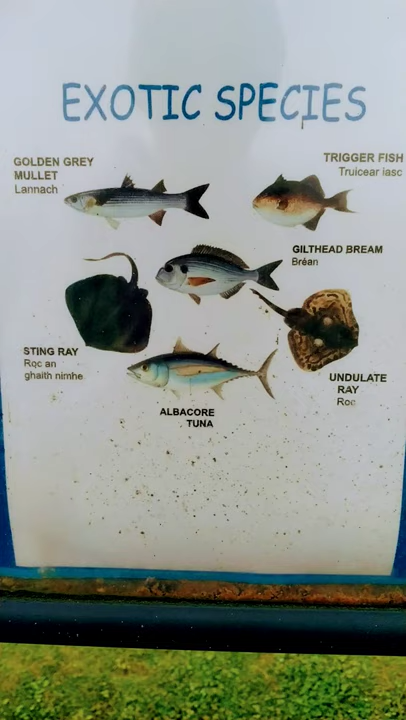 EXOTIC SPECIES
GOLDEN GREY
MULLET
Lannach
TRIGGER FISH
Truicear iasc
GILTHEAD BREAM
Bréan
STING RAY
Roc an
ghaith nimhe
UNDULATE
RAY
Roc
ALBACORE
TUNA